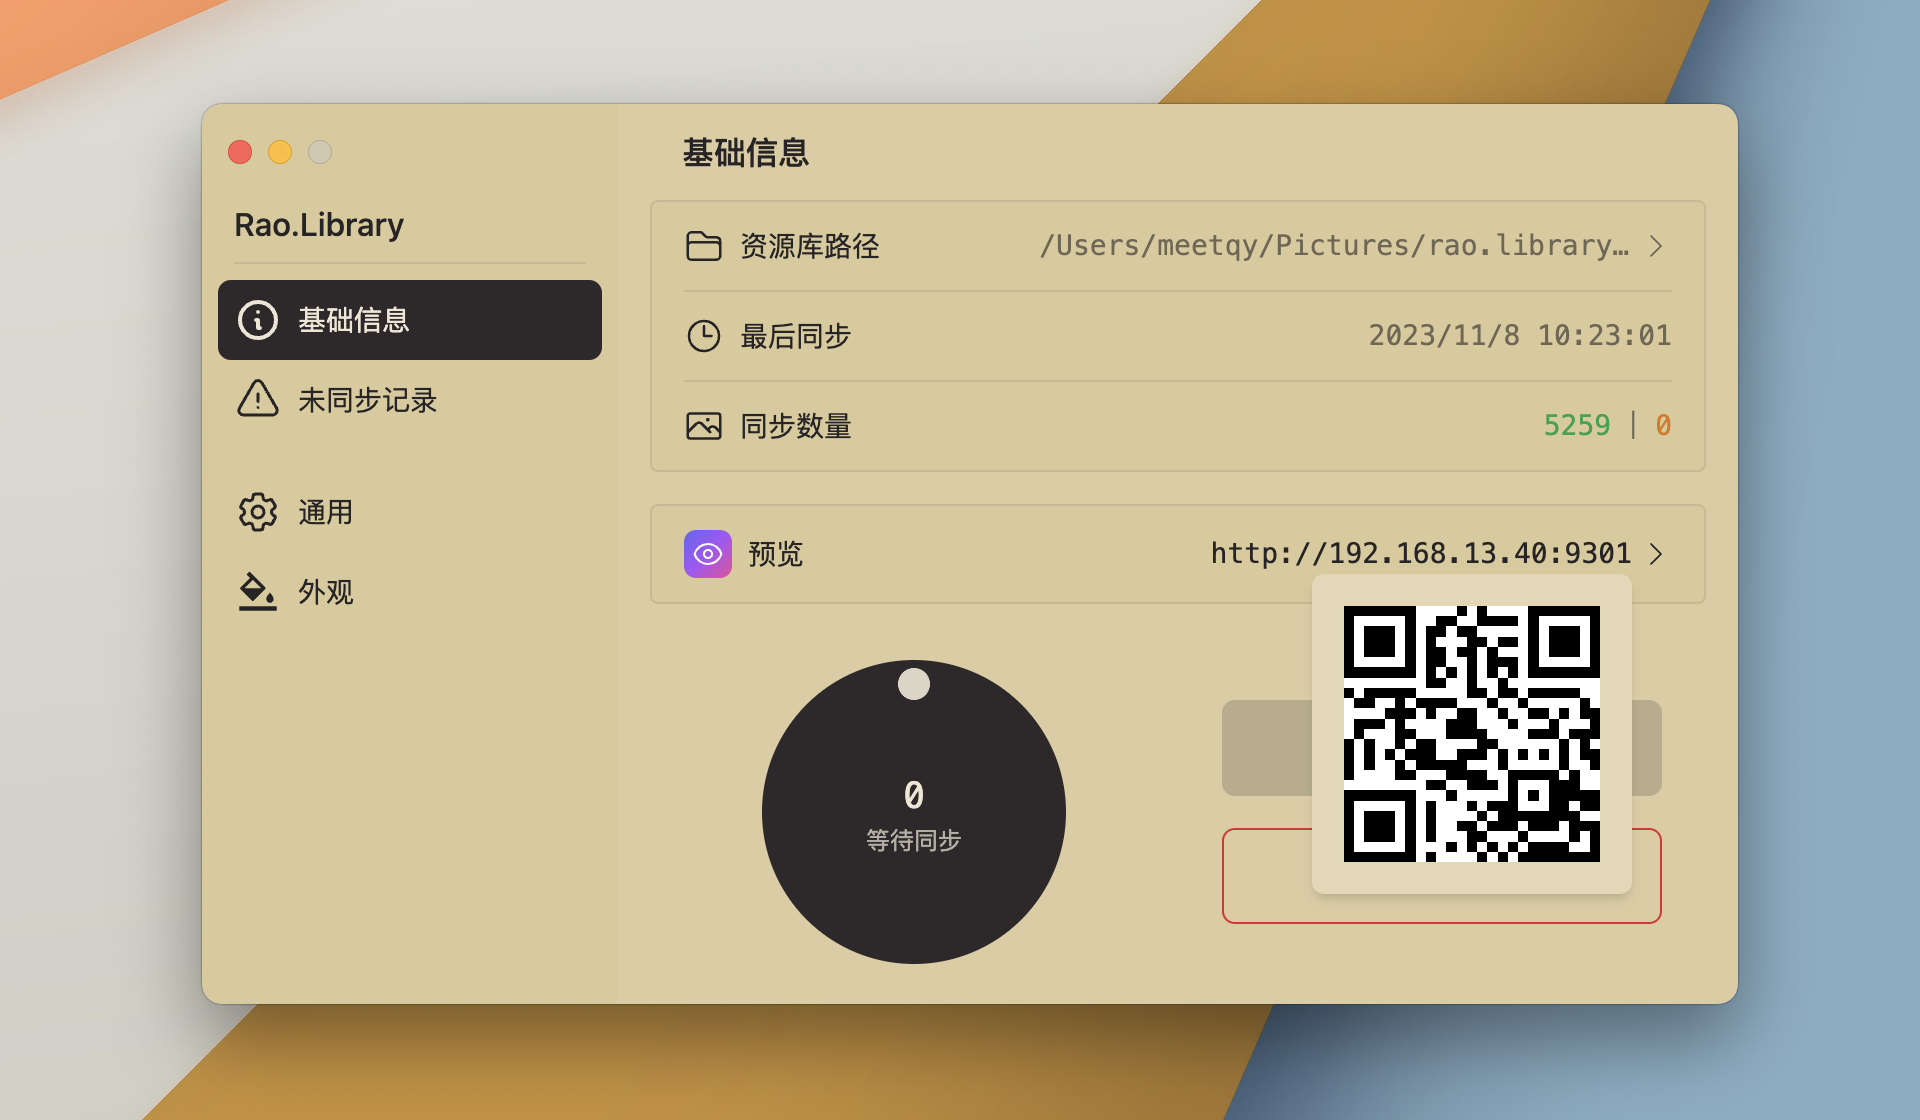 Rao.Library
基础信息
未同步记录
通用
外观
基础信息
资源库路径 /Users/meetqy/Pictures/rao.library…
最后同步 2023/11/8 10:23:01
同步数量 5259 | 0
预览 http://192.168.13.40:9301
0
等待同步